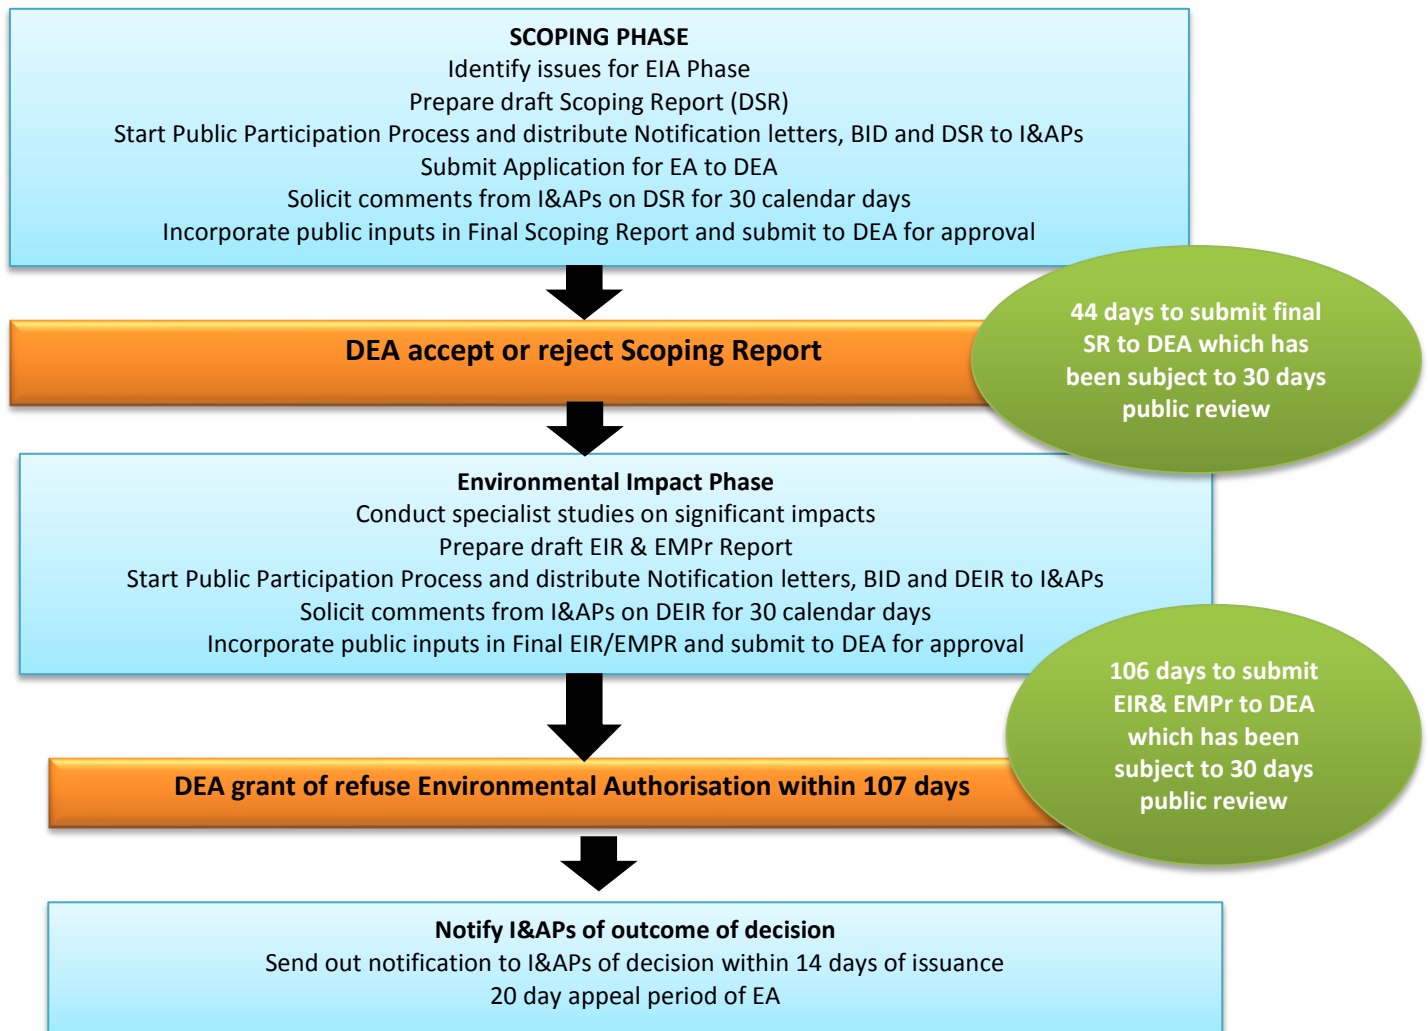 SCOPING PHASE
Identify issues for EIA Phase
Prepare draft Scoping Report (DSR)
Start Public Participation Process and distribute Notification letters, BID and DSR to I&APs
Submit Application for EA to DEA
Solicit comments from I&APs on DSR for 30 calendar days
Incorporate public inputs in Final Scoping Report and submit to DEA for approval
44 days to submit final
SR to DEA which has
been subject to 30 days
public review
DEA accept or reject Scoping Report
Environmental Impact Phase
Conduct specialist studies on significant impacts
Prepare draft EIR & EMPr Report
Start Public Participation Process and distribute Notification letters, BID and DEIR to I&APs
Solicit comments from I&APs on DEIR for 30 calendar days
Incorporate public inputs in Final EIR/EMPR and submit to DEA for approval
106 days to submit
EIR& EMPr to DEA
which has been
subject to 30 days
public review
DEA grant of refuse Environmental Authorisation within 107 days
Notify I&APs of outcome of decision
Send out notification to I&APs of decision within 14 days of issuance
20 day appeal period of EA